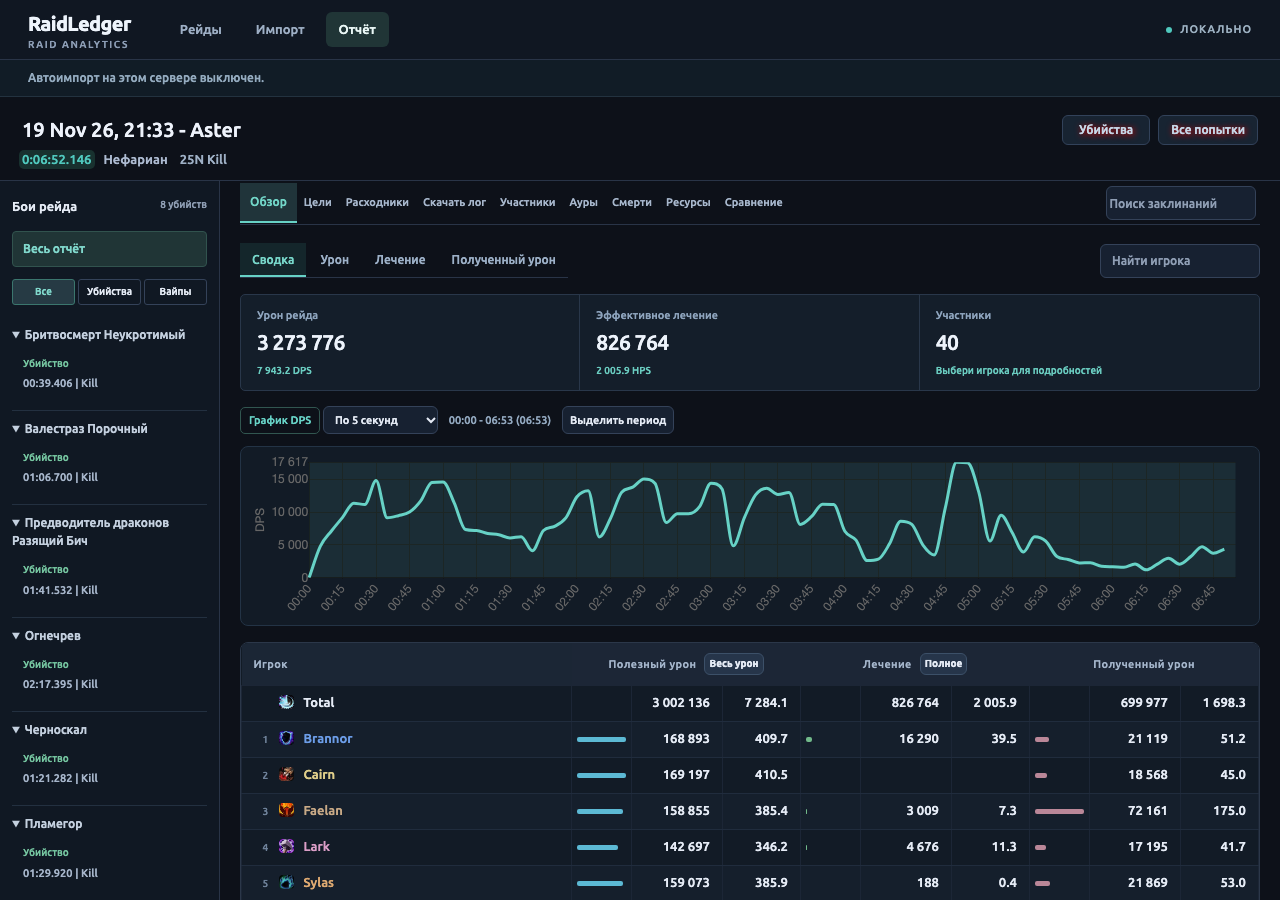 RaidLedger
RAID ANALYTICS
Рейды
Импорт
Отчёт
ЛОКАЛЬНО
Автоимпорт на этом сервере выключен.
19 Nov 26, 21:33 - Aster
0:06:52.146 Нефариан 25N Kill
Убийства
Все попытки
Бои рейда
8 убийств
Весь отчёт
Все
Убийства
Вайпы
Бритвосмерт Неукротимый
Убийство
00:39.406 | Kill
Валестраз Порочный
Убийство
01:06.700 | Kill
Предводитель драконов
Разящий Бич
Убийство
01:41.532 | Kill
Огнечрев
Убийство
02:17.395 | Kill
Черноскал
Убийство
01:21.282 | Kill
Пламегор
Убийство
01:29.920 | Kill
Обзор
Цели
Расходники
Скачать лог
Участники
Ауры
Смерти
Ресурсы
Сравнение
Поиск заклинаний
Сводка
Урон
Лечение
Полученный урон
Найти игрока
Урон рейда
3 273 776
7 943.2 DPS
Эффективное лечение
826 764
2 005.9 HPS
Участники
40
Выбери игрока для подробностей
График DPS
По 5 секунд
00:00 - 06:53 (06:53)
Выделить период
DPS
17 617
15 000
10 000
5 000
0
00:00 00:15 00:30 00:45 01:00 01:15 01:30 01:45 02:00 02:15 02:30 02:45 03:00 03:15 03:30 03:45 04:00 04:15 04:30 04:45 05:00 05:15 05:30 05:45 06:00 06:15 06:30 06:45
Игрок Полезный урон Весь урон Лечение Полное Полученный урон
Total 3 002 136 7 284.1 826 764 2 005.9 699 977 1 698.3
1 Brannor 168 893 409.7 16 290 39.5 21 119 51.2
2 Cairn 169 197 410.5 18 568 45.0
3 Faelan 158 855 385.4 3 009 7.3 72 161 175.0
4 Lark 142 697 346.2 4 676 11.3 17 195 41.7
5 Sylas 159 073 385.9 188 0.4 21 869 53.0